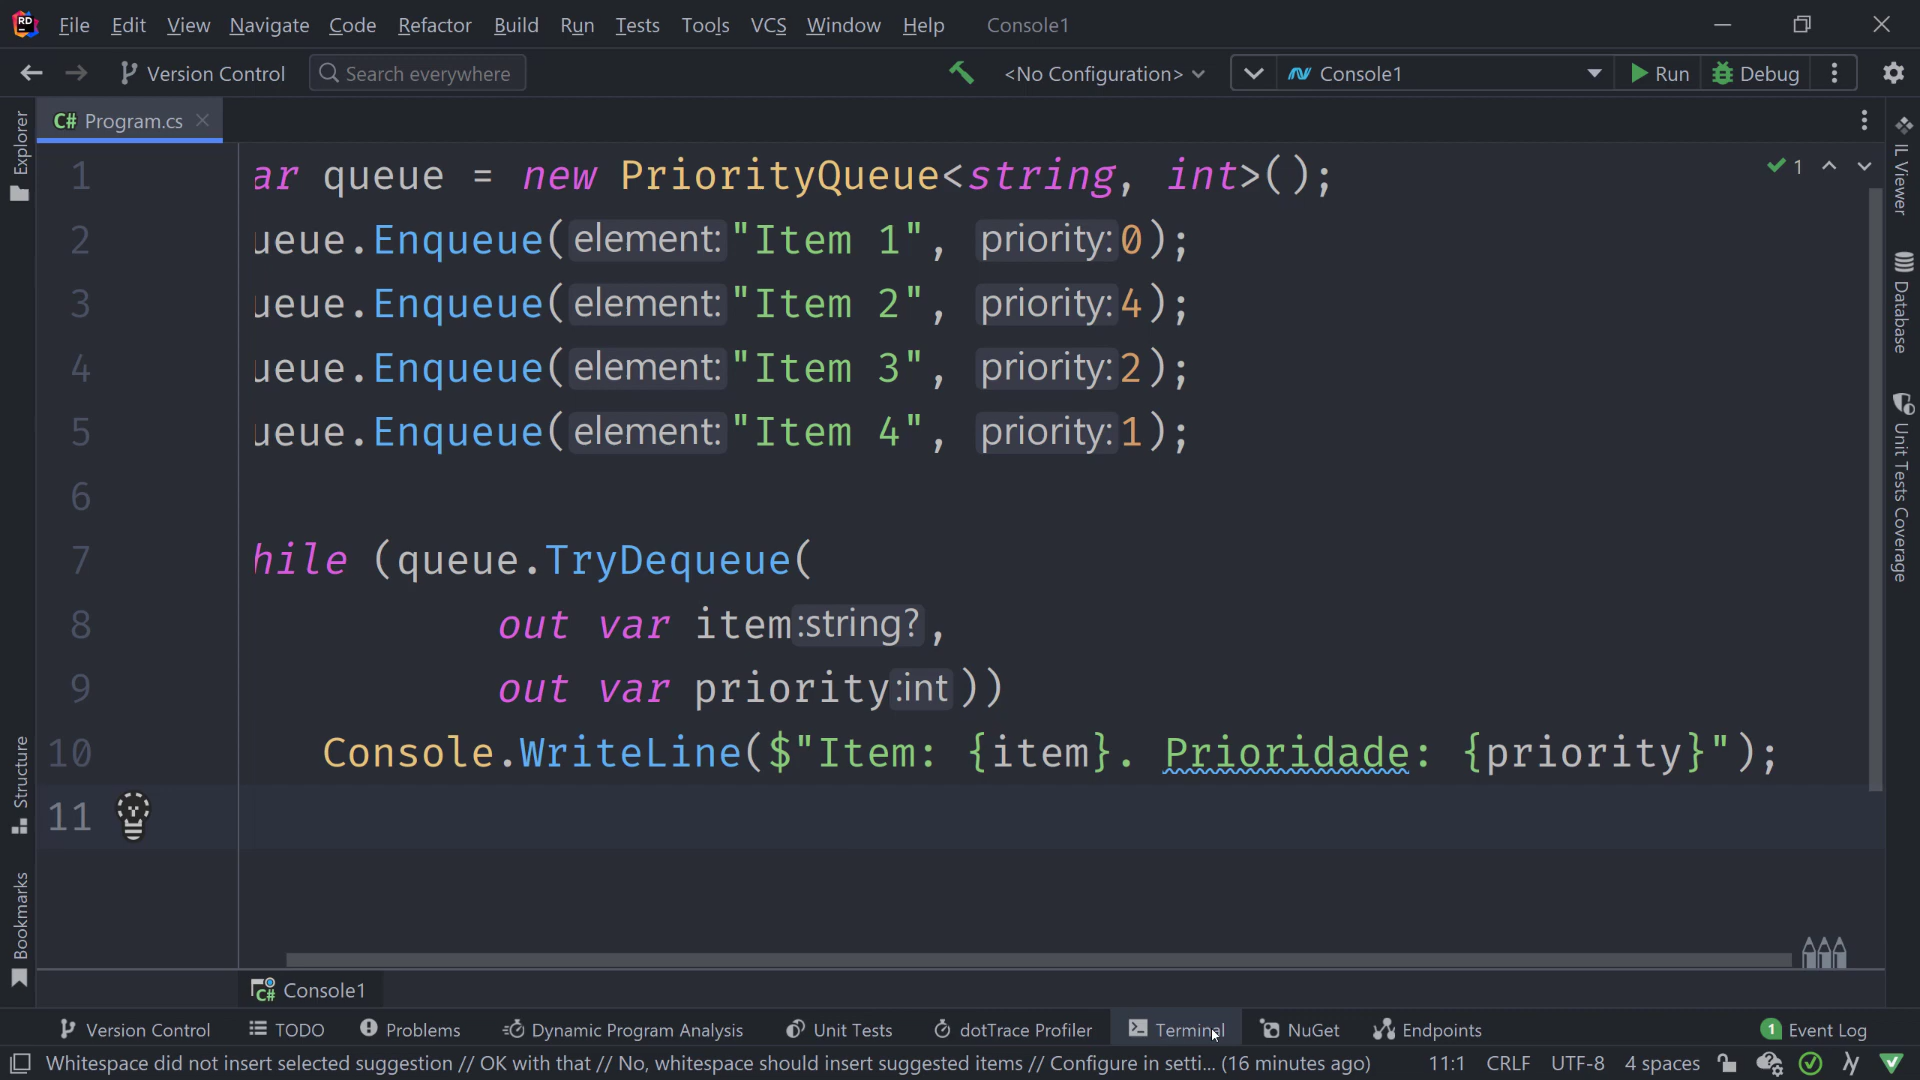 RD File Edit View Navigate Code Refactor Build Run Tests Tools VCS Window Help Console1
Version Control Search everywhere <No Configuration> Console1 Run Debug
C# Program.cs
Explorer
1 ar queue = new PriorityQueue<string, int>();
2 ueue.Enqueue(element:"Item 1", priority:0);
3 ueue.Enqueue(element:"Item 2", priority:4);
4 ueue.Enqueue(element:"Item 3", priority:2);
5 ueue.Enqueue(element:"Item 4", priority:1);
6
7 hile (queue.TryDequeue(
8 out var item:string?,
9 out var priority:int))
10 Console.WriteLine($"Item: {item}. Prioridade: {priority}");
11
1
IL Viewer
Database
Unit Tests Coverage
Structure
Bookmarks
C# Console1
Version Control TODO Problems Dynamic Program Analysis Unit Tests dotTrace Profiler Terminal NuGet Endpoints 1 Event Log
Whitespace did not insert selected suggestion // OK with that // No, whitespace should insert suggested items // Configure in setti... (16 minutes ago) 11:1 CRLF UTF-8 4 spaces